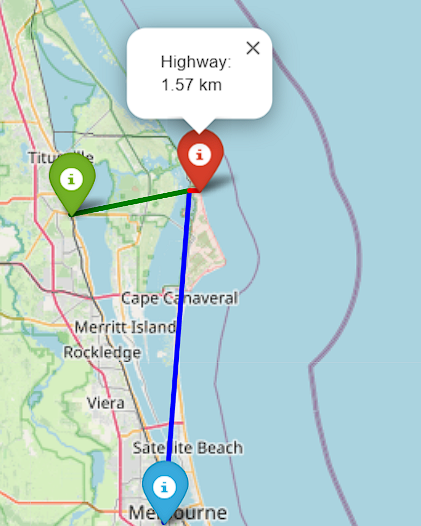 Highway:
1.57 km
Titusville
Cape Canaveral
Merritt Island
Rockledge
Viera
Satellite Beach
Melbourne